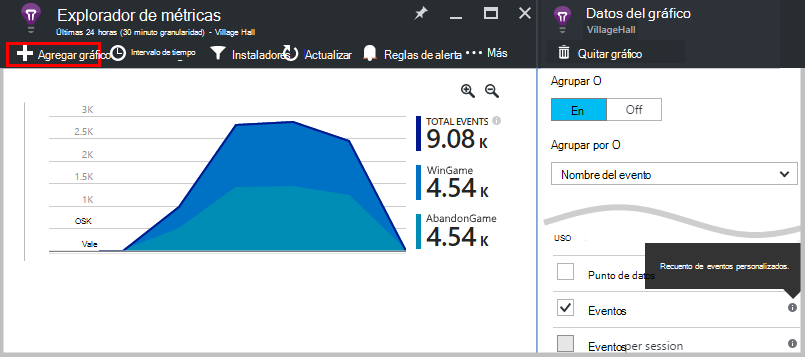 Explorador de métricas
Últimas 24 horas (30 minuto granularidad) - Village Hall
Agregar gráfico
Intervalo de tiempo
Instaladores
Actualizar
Reglas de alerta
Más
3K
2.5K
2K
1.5K
1K
OSK
Vale
TOTAL EVENTS
9.08 K
WinGame
4.54 K
AbandonGame
4.54 K
Datos del gráfico
VillageHall
Quitar gráfico
Agrupar O
En
Off
Agrupar por O
Nombre del evento
USO
Recuento de eventos personalizados.
Punto de datos
Eventos
Eventos per session